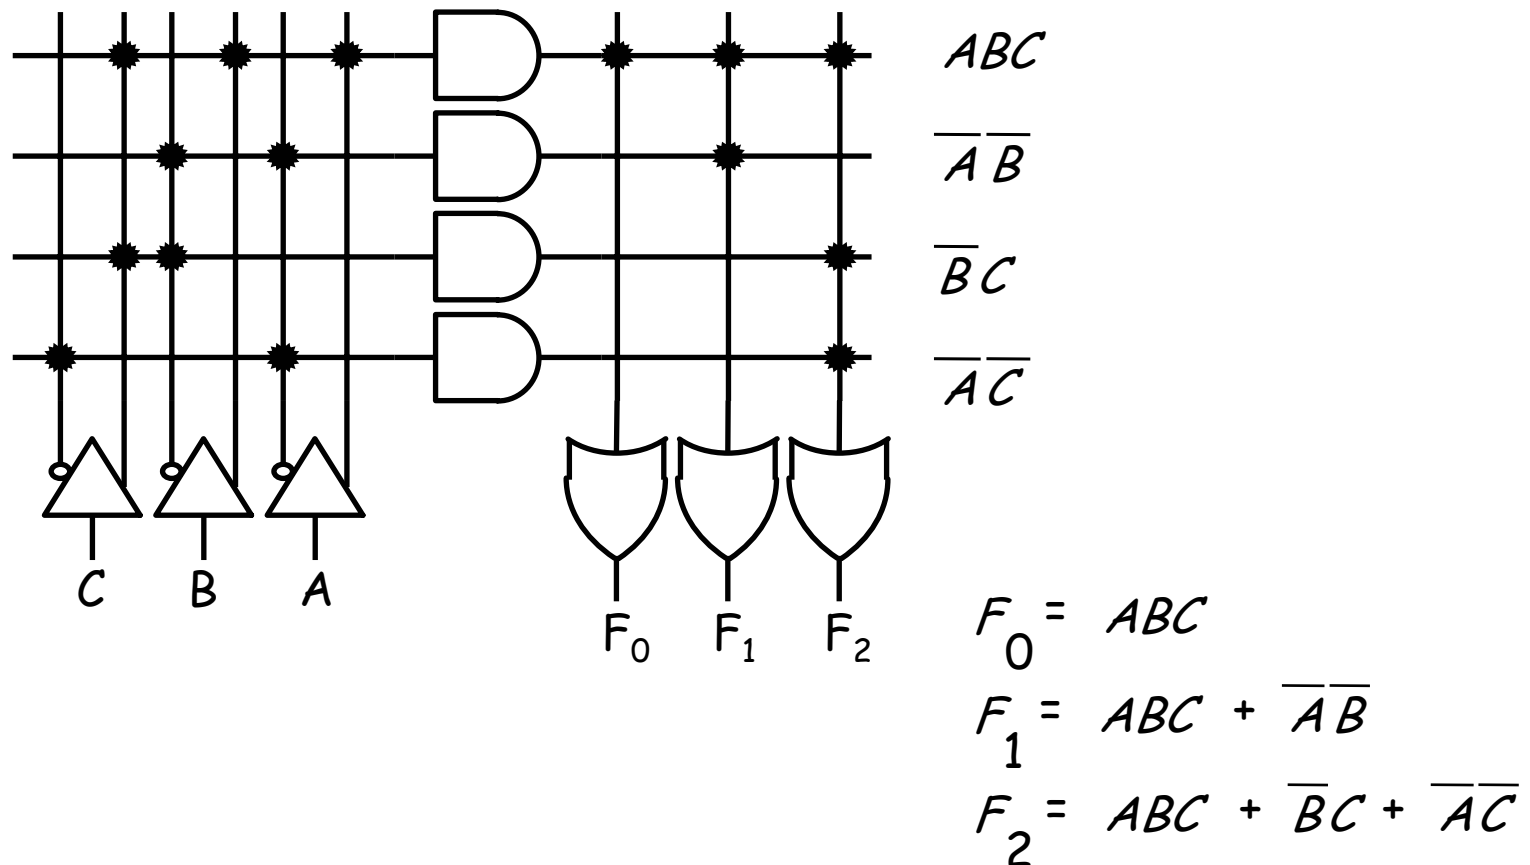 ABC
A̅ B̅
B̅ C
A̅ C̅
C B A
F₀ F₁ F₂
F₀ = ABC
F₁ = ABC + A̅ B̅
F₂ = ABC + B̅ C + A̅ C̅